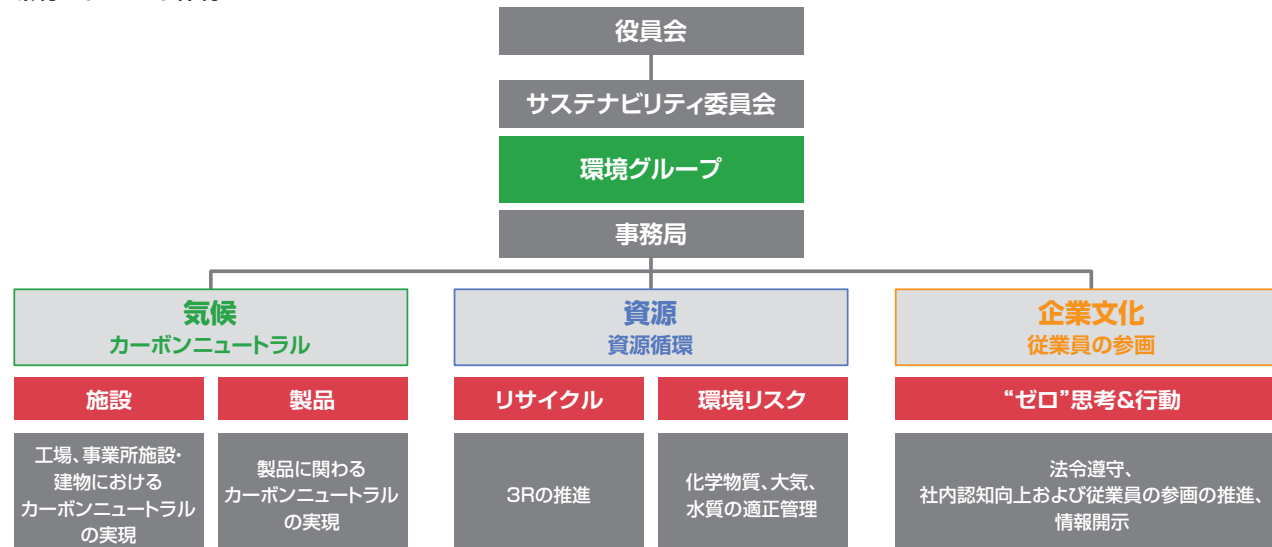 役員会
サステナビリティ委員会
環境グループ
事務局
気候
カーボンニュートラル
資源
資源循環
企業文化
従業員の参画
施設
製品
リサイクル
環境リスク
“ゼロ”思考&行動
工場、事業所施設・
建物における
カーボンニュートラル
の実現
製品に関わる
カーボンニュートラル
の実現
3Rの推進
化学物質、大気、
水質の適正管理
法令遵守、
社内認知向上および従業員の参画の推進、
情報開示